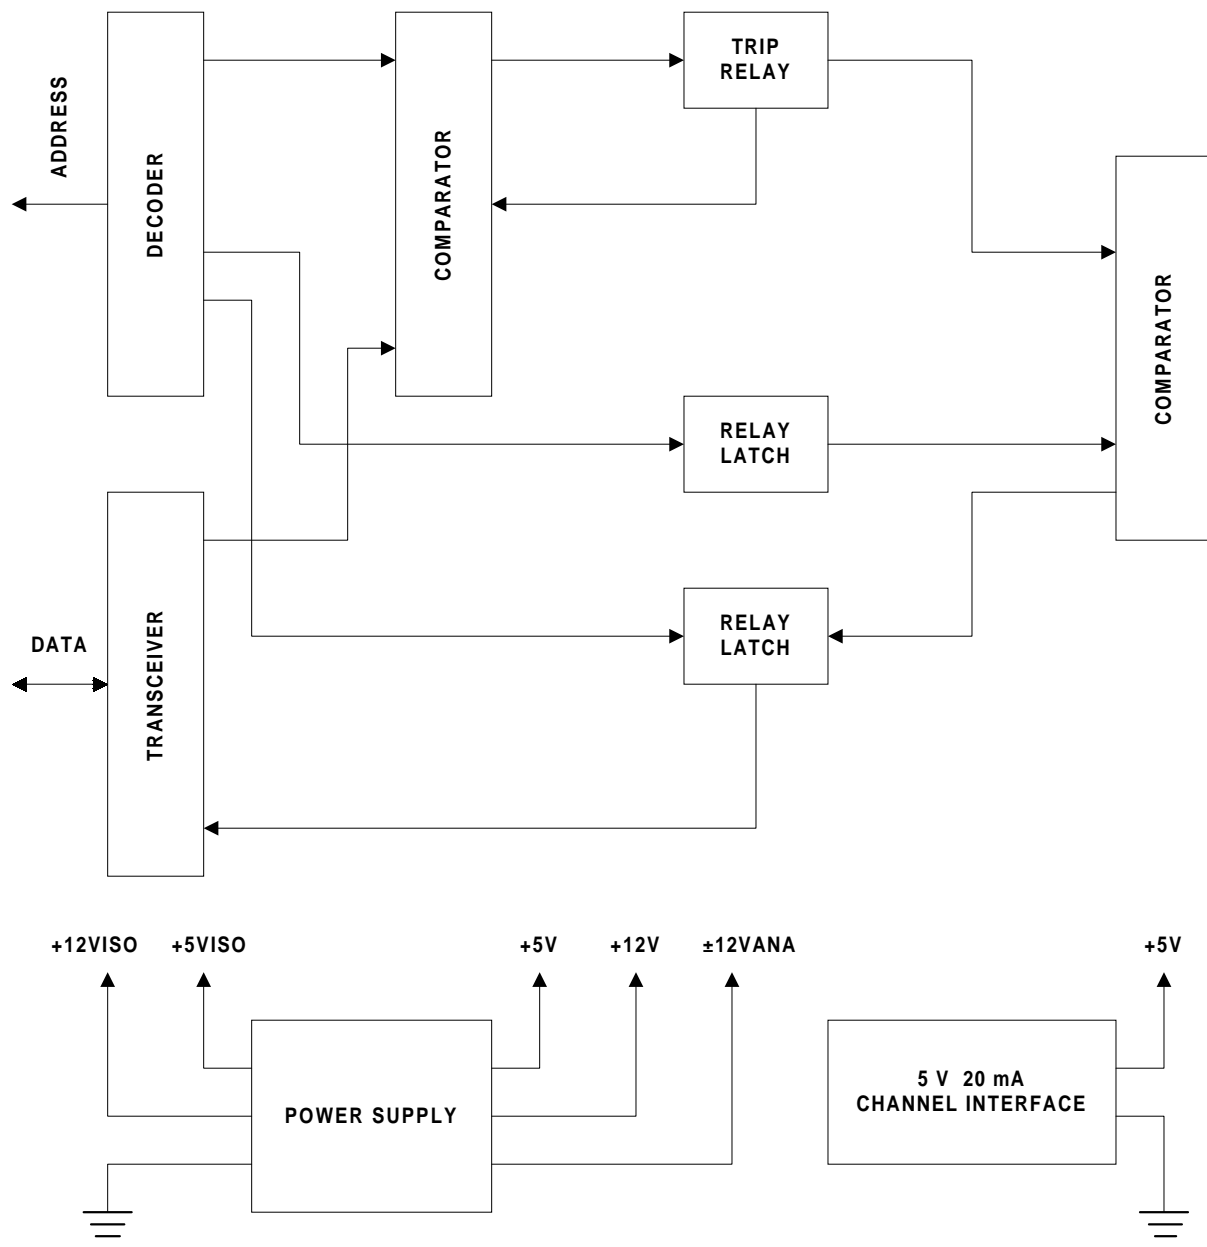 TRIP
RELAY
ADDRESS
DECODER
COMPARATOR
COMPARATOR
RELAY
LATCH
RELAY
LATCH
DATA
TRANSCEIVER
+12VISO
+5VISO
+5V
+12V
±12VANA
+5V
POWER SUPPLY
5 V 20 mA
CHANNEL INTERFACE